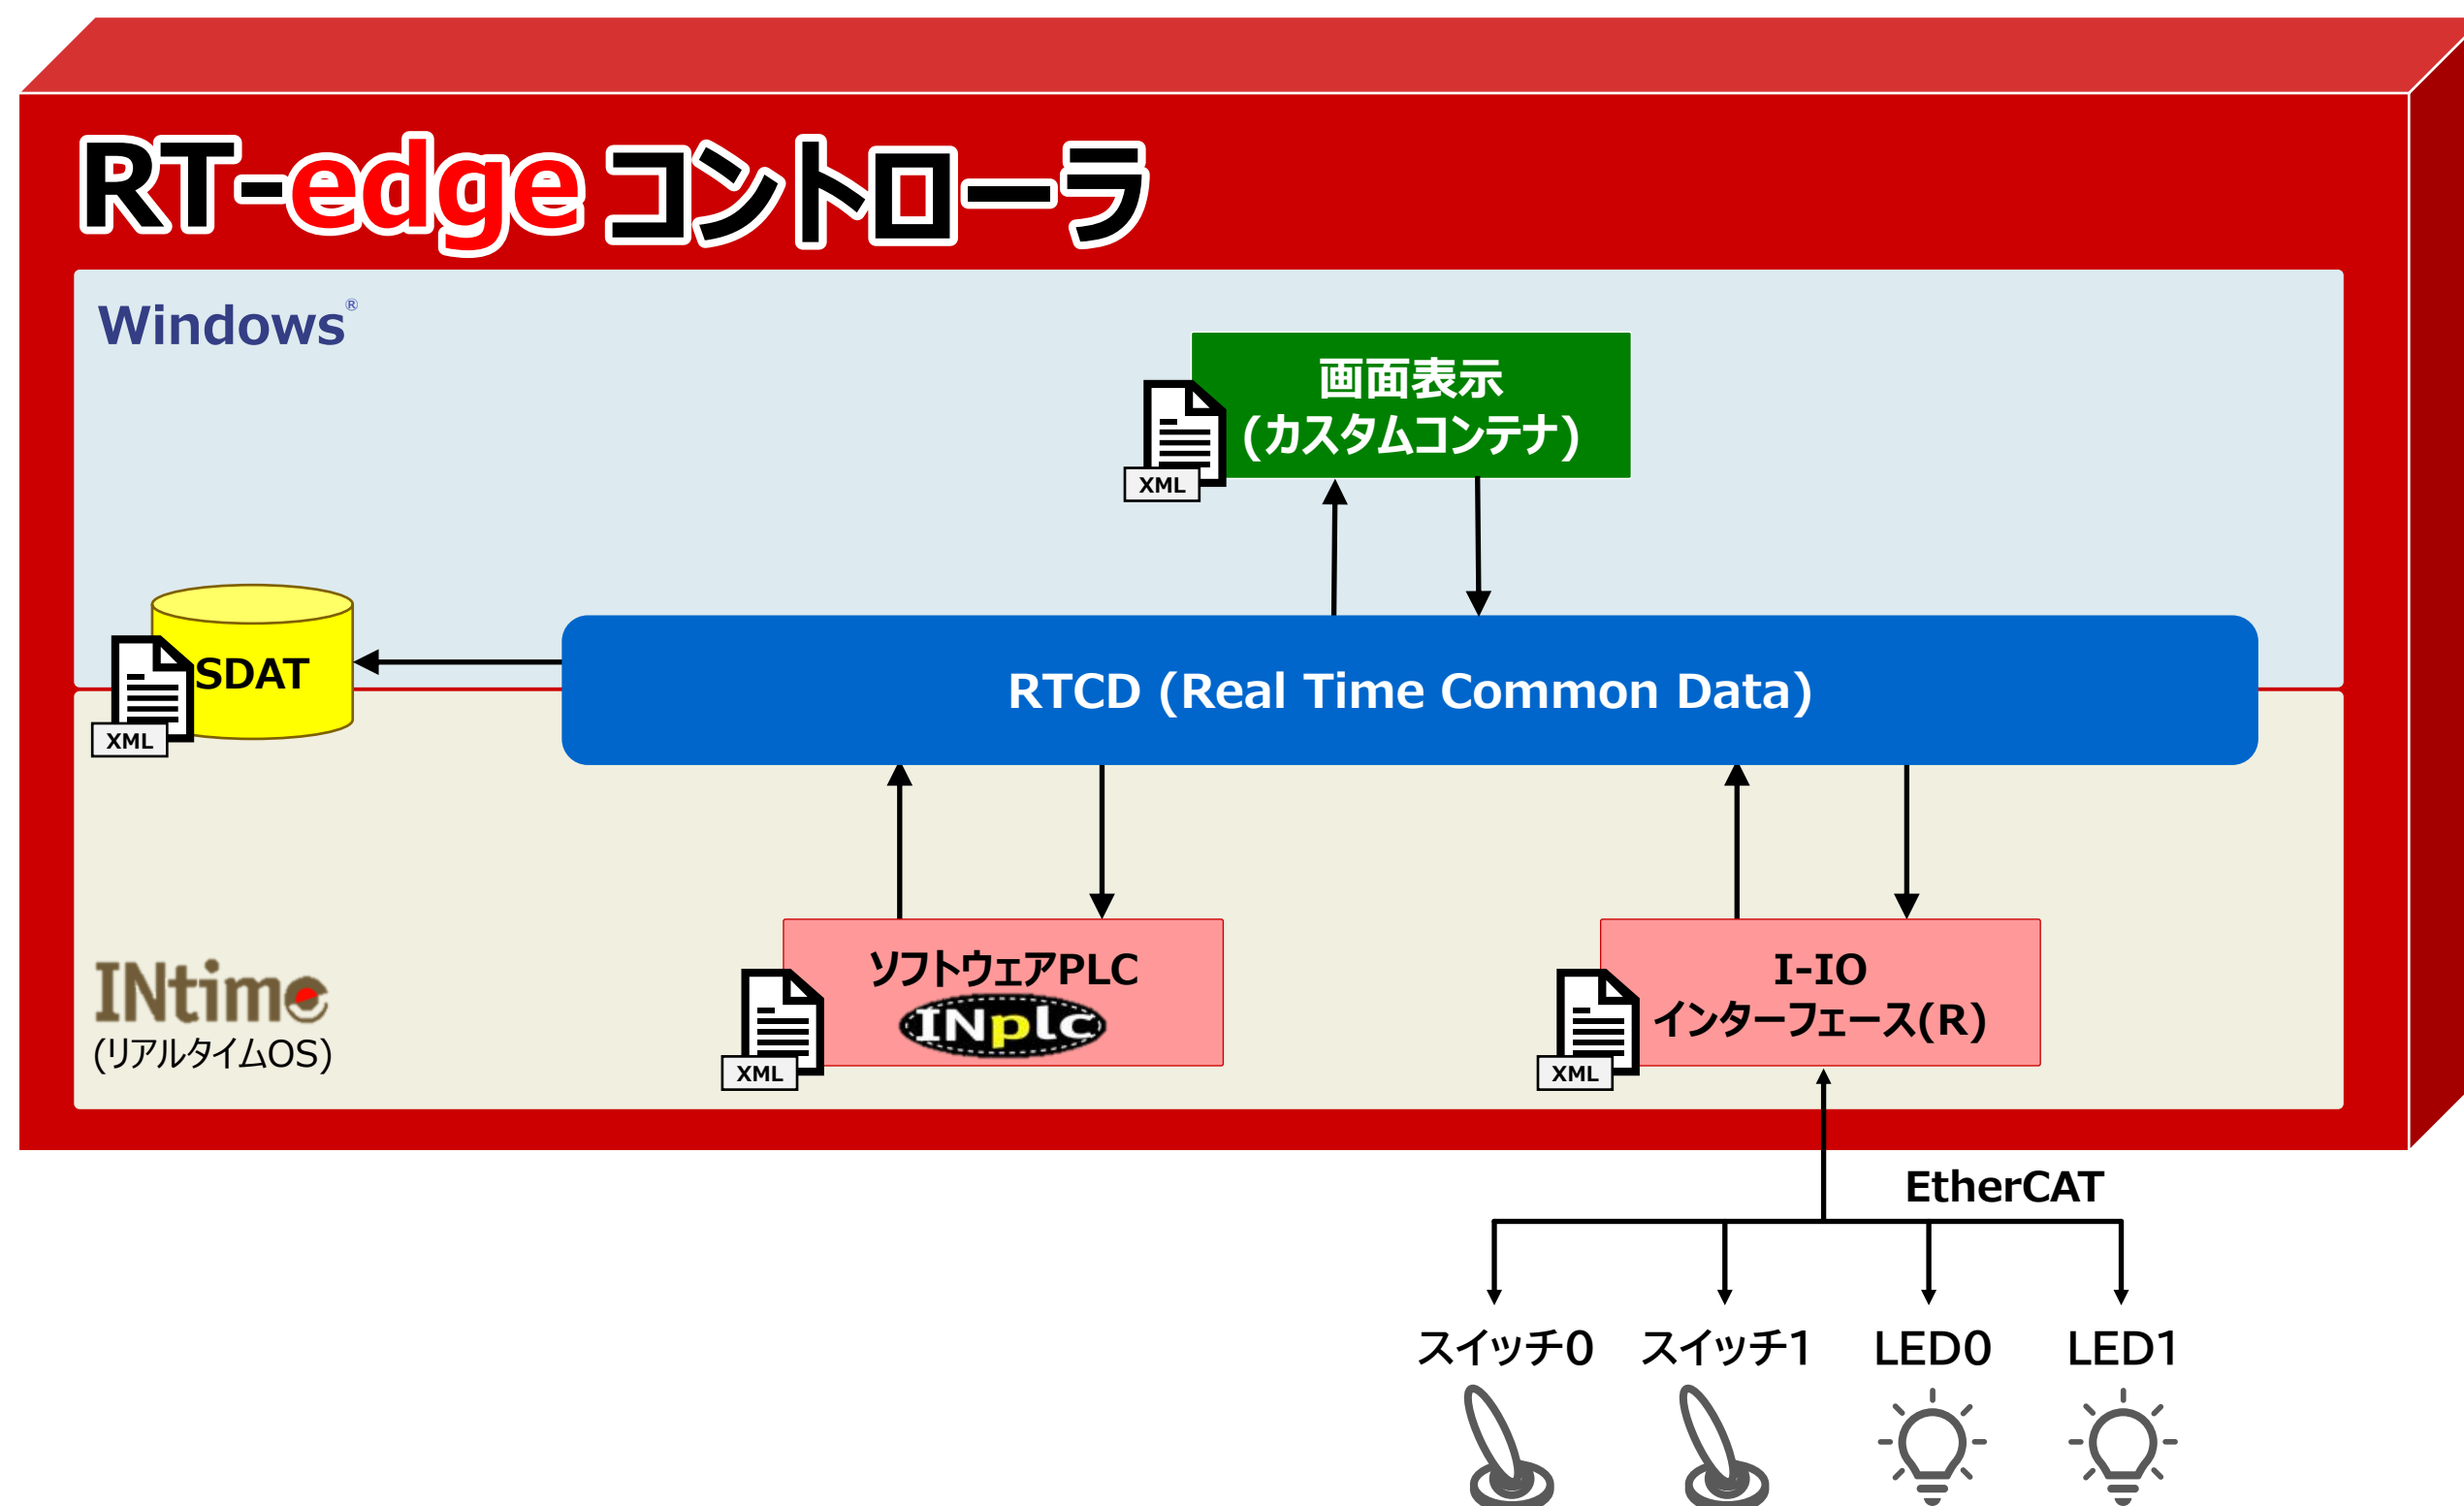 RT-edge コントローラ
Windows®
画面表示
(カスタムコンテナ)
XML
SDAT
XML
RTCD (Real Time Common Data)
INtime
(リアルタイムOS)
ソフトウェアPLC
INplc
XML
I-IO
インターフェース(R)
XML
EtherCAT
スイッチ0 スイッチ1 LED0 LED1